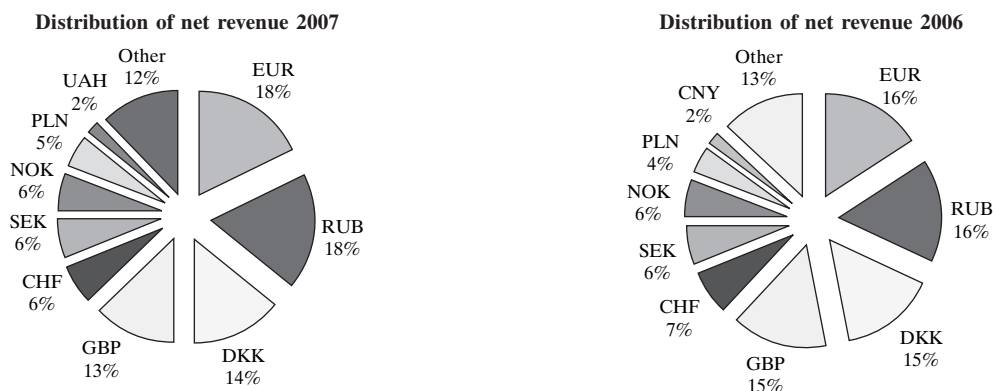 Distribution of net revenue 2007
Other
12%
EUR
18%
UAH
2%
PLN
5%
NOK
6%
RUB
18%
SEK
6%
CHF
6%
GBP
13%
DKK
14%
Distribution of net revenue 2006
Other
13%
EUR
16%
CNY
2%
PLN
4%
NOK
6%
RUB
16%
SEK
6%
CHF
7%
DKK
15%
GBP
15%